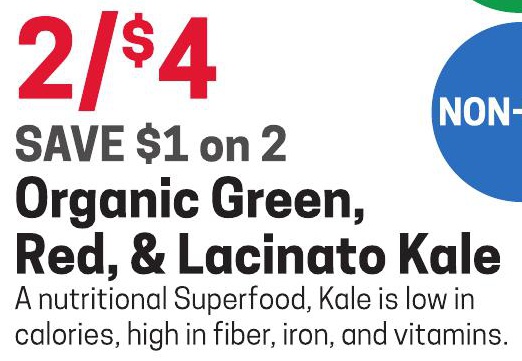 2/$4
SAVE $1 on 2
NON-
Organic Green,
Red, & Lacinato Kale
A nutritional Superfood, Kale is low in
calories, high in fiber, iron, and vitamins.